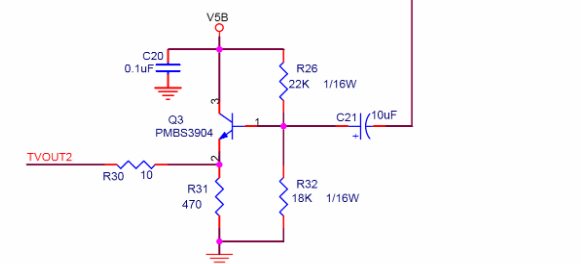 V5B
C20
0.1uF
R26
22K 1/16W
3
Q3
PMBS3904
1
C21
10uF
+
TVOUT2
2
R30
10
R31
470
R32
18K 1/16W